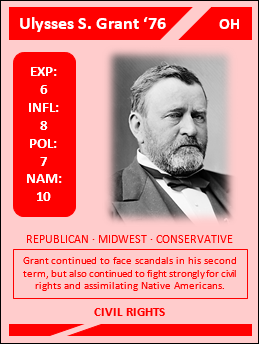 Ulysses S. Grant ‘76 OH
EXP:
6
INFL:
8
POL:
7
NAM:
10
REPUBLICAN · MIDWEST · CONSERVATIVE
Grant continued to face scandals in his second
term, but also continued to fight strongly for civil
rights and assimilating Native Americans.
CIVIL RIGHTS